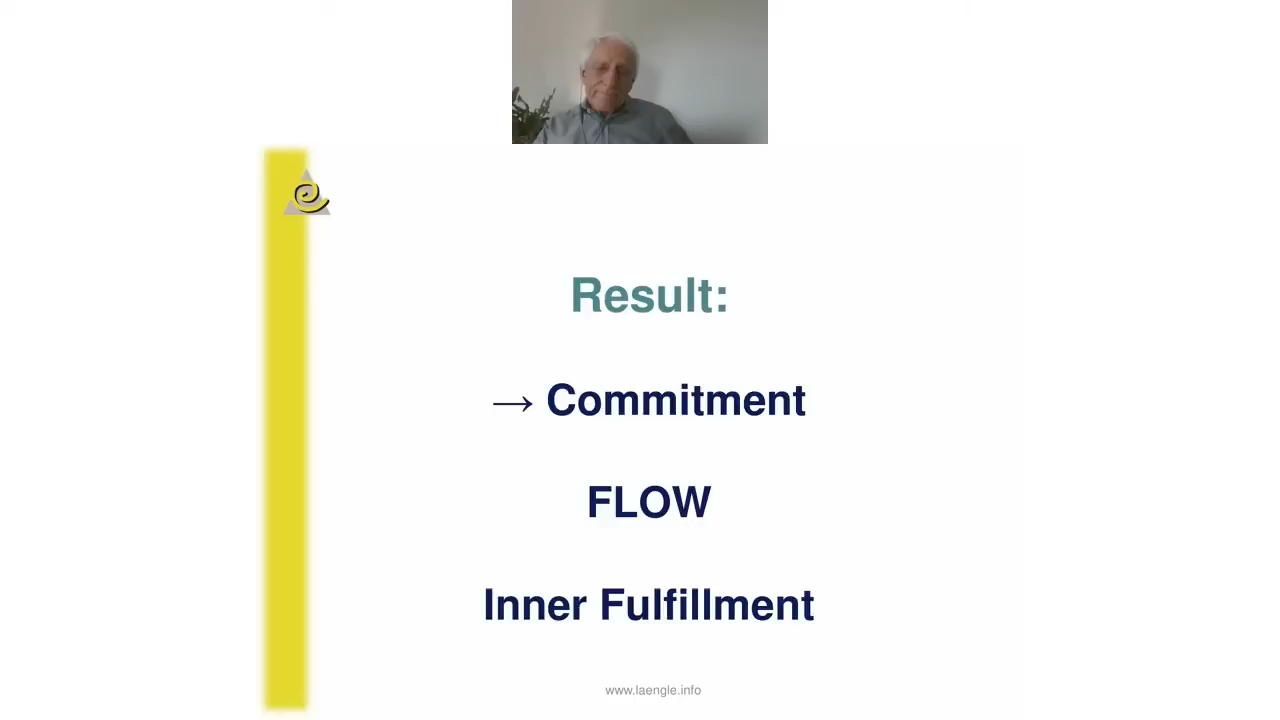 Result:
→ Commitment
FLOW
Inner Fulfillment
www.laengle.info